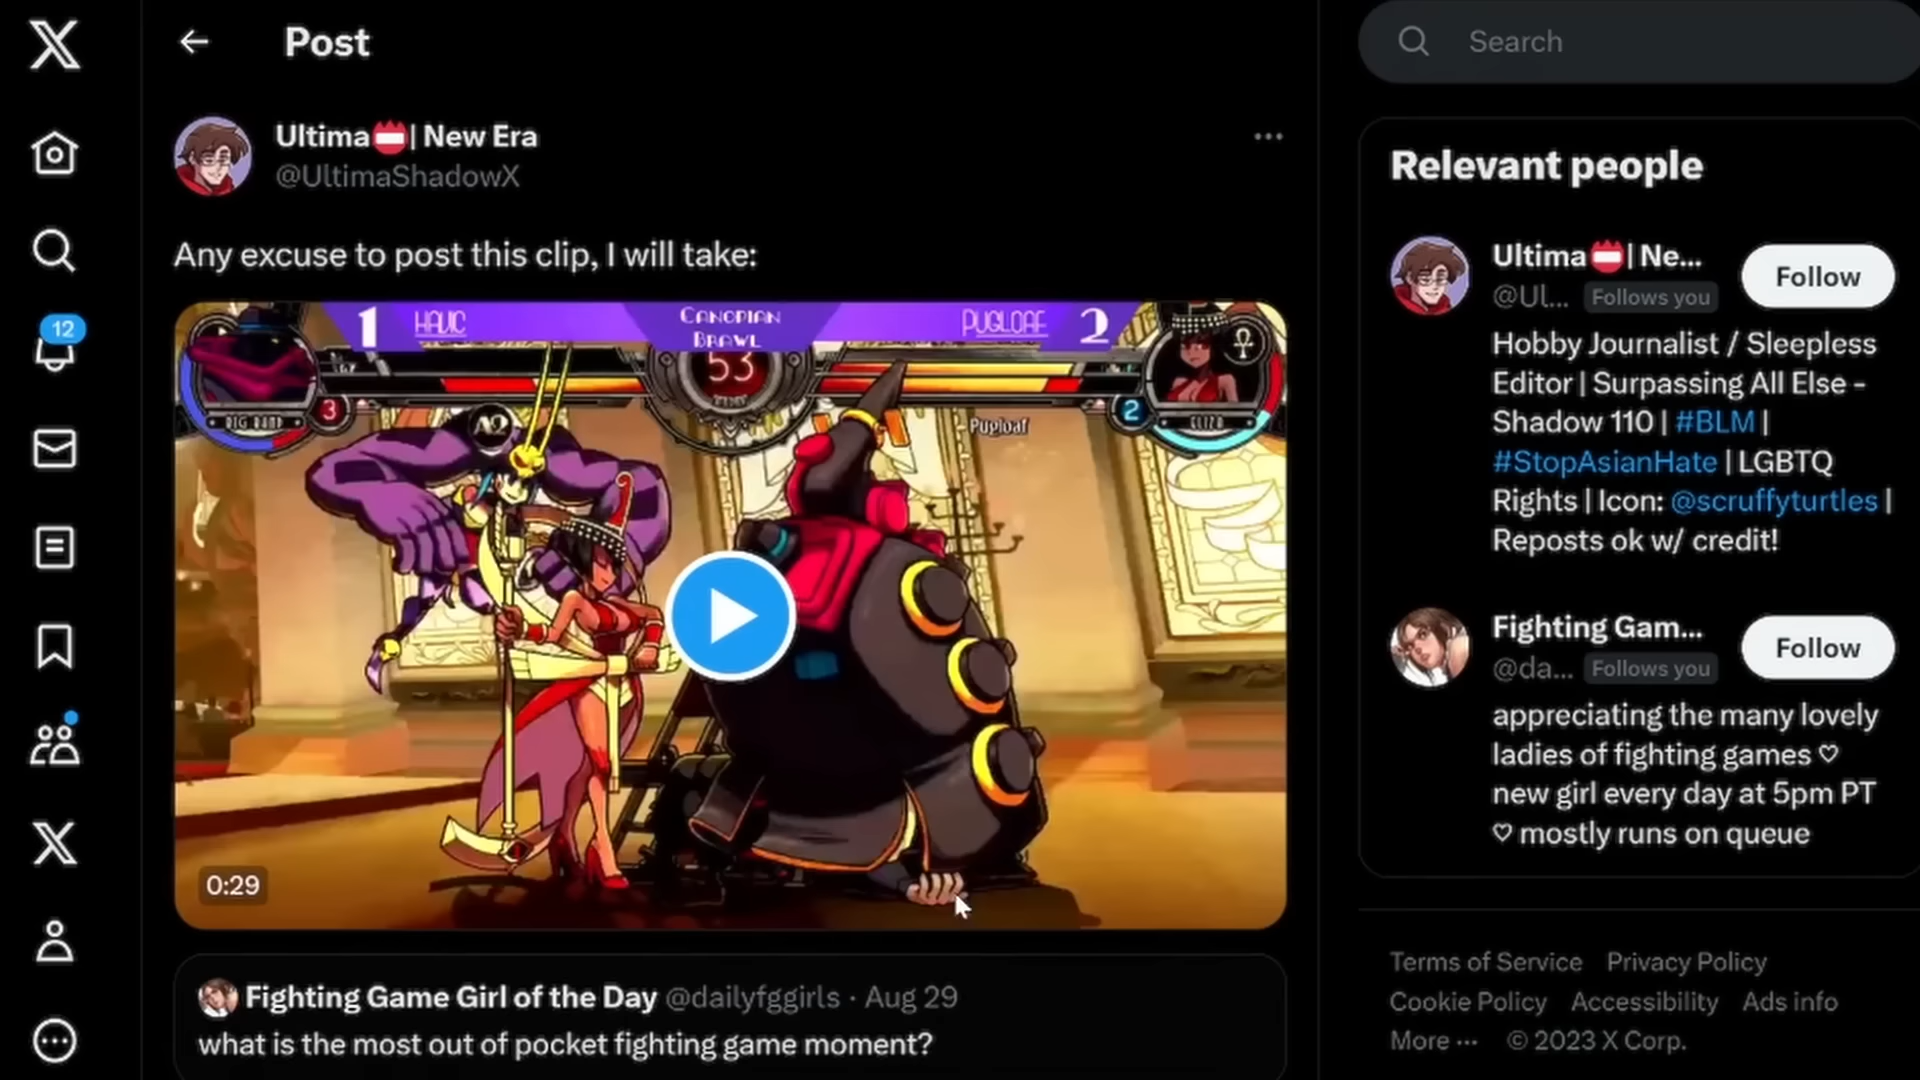 Post
Search
Ultima | New Era
@UltimaShadowX
Any excuse to post this clip, I will take:
1 HAVIC CANOPIAN BRAWL PUGLOAF 2
53
TIME
3
BIG BAND
Pugloaf
2
ELIZA
0:29
Fighting Game Girl of the Day @dailyfggirls · Aug 29
what is the most out of pocket fighting game moment?
12
Relevant people
Ultima | Ne...
@Ul... Follows you
Follow
Hobby Journalist / Sleepless
Editor | Surpassing All Else -
Shadow 110 | #BLM |
#StopAsianHate | LGBTQ
Rights | Icon: @scruffyturtles |
Reposts ok w/ credit!
Fighting Gam...
@da... Follows you
Follow
appreciating the many lovely
ladies of fighting games ♡
new girl every day at 5pm PT
♡ mostly runs on queue
Terms of Service Privacy Policy
Cookie Policy Accessibility Ads info
More ··· © 2023 X Corp.